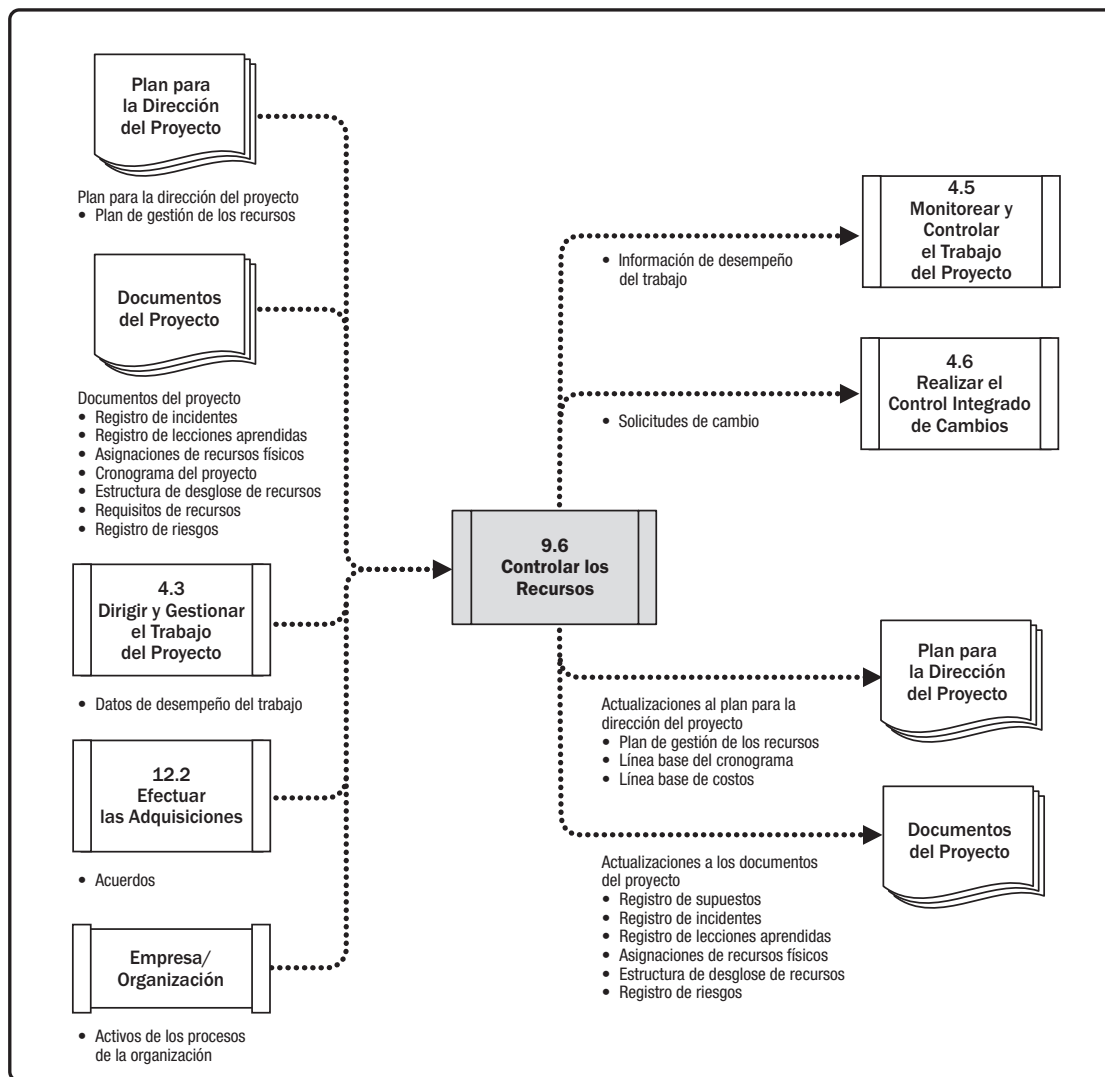 Plan para
la Dirección
del Proyecto
Plan para la dirección del proyecto
• Plan de gestión de los recursos
Documentos
del Proyecto
Documentos del proyecto
• Registro de incidentes
• Registro de lecciones aprendidas
• Asignaciones de recursos físicos
• Cronograma del proyecto
• Estructura de desglose de recursos
• Requisitos de recursos
• Registro de riesgos
4.3
Dirigir y Gestionar
el Trabajo
del Proyecto
• Datos de desempeño del trabajo
12.2
Efectuar
las Adquisiciones
• Acuerdos
Empresa/
Organización
• Activos de los procesos
de la organización
9.6
Controlar los
Recursos
• Información de desempeño
del trabajo
4.5
Monitorear y
Controlar
el Trabajo
del Proyecto
• Solicitudes de cambio
4.6
Realizar el
Control Integrado
de Cambios
Actualizaciones al plan para la
dirección del proyecto
• Plan de gestión de los recursos
• Línea base del cronograma
• Línea base de costos
Plan para
la Dirección
del Proyecto
Actualizaciones a los documentos
del proyecto
• Registro de supuestos
• Registro de incidentes
• Registro de lecciones aprendidas
• Asignaciones de recursos físicos
• Estructura de desglose de recursos
• Registro de riesgos
Documentos
del Proyecto